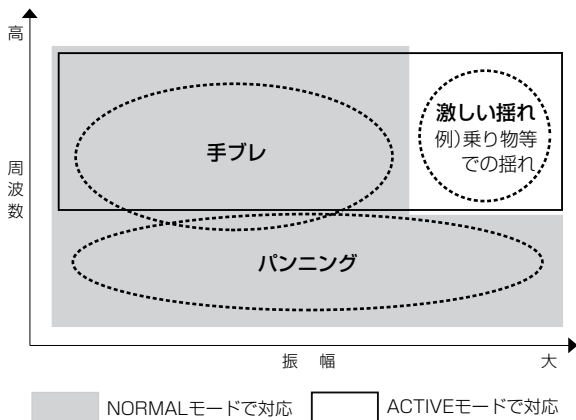 高
周波数
手ブレ
激しい揺れ
例)乗り物等
での揺れ
パンニング
振 幅
大
NORMALモードで対応
ACTIVEモードで対応